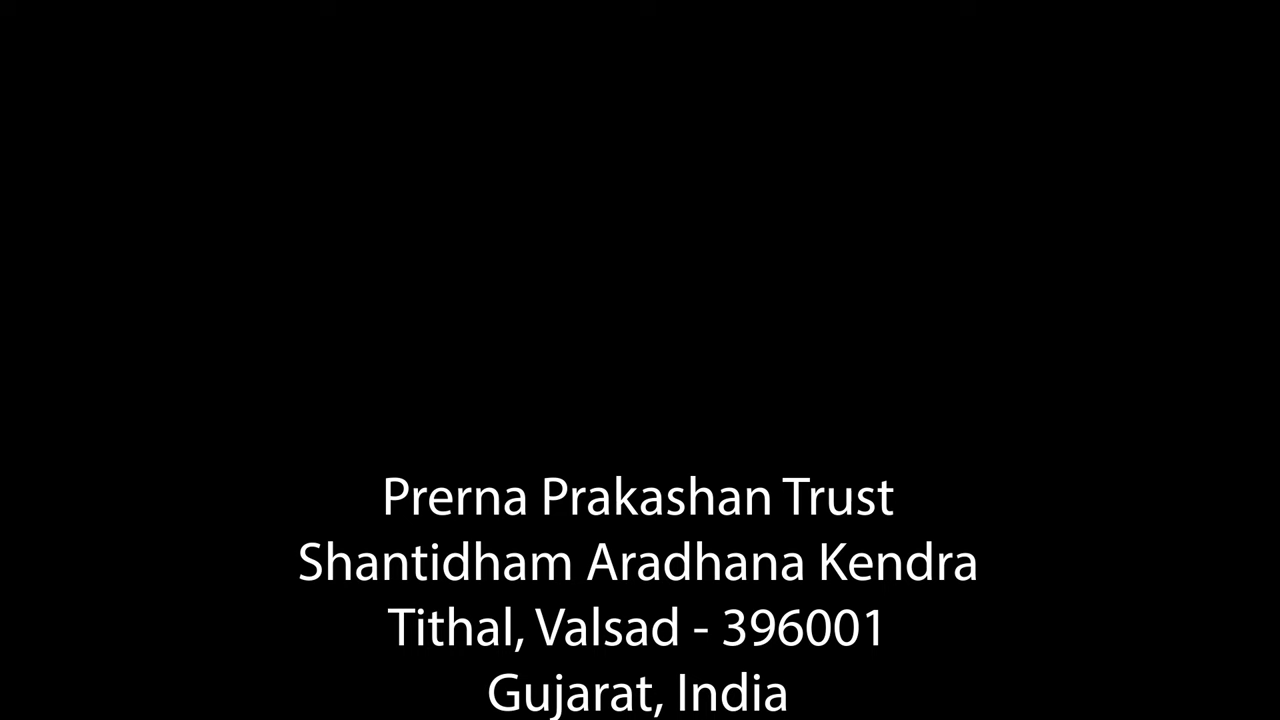 Prerna Prakashan Trust
Shantidham Aradhana Kendra
Tithal, Valsad - 396001
Gujarat, India